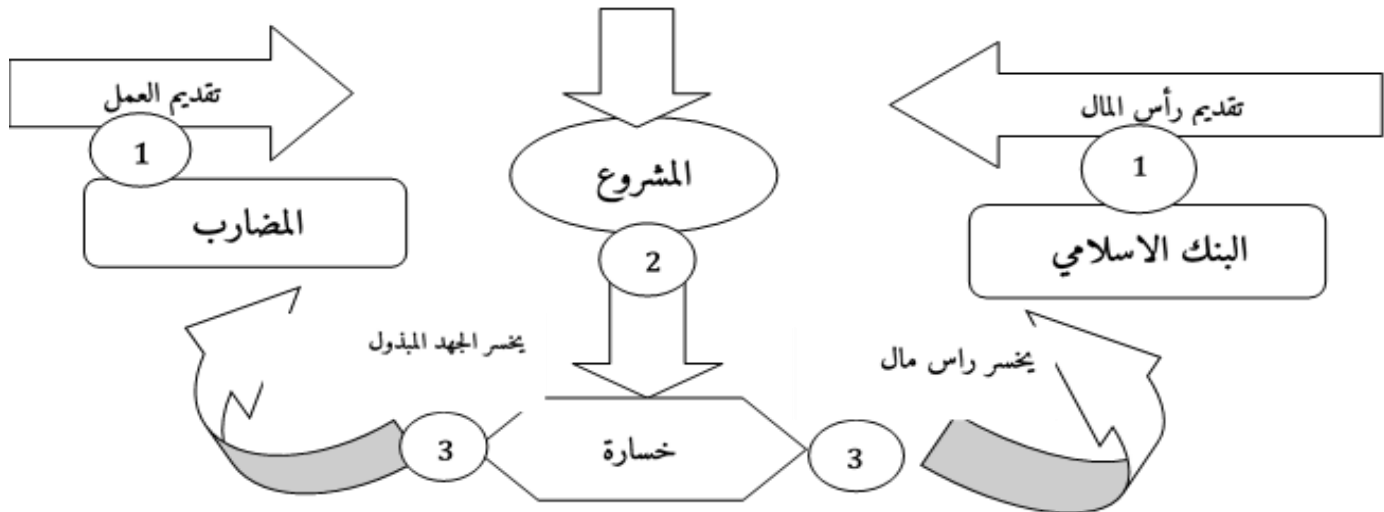 تقديم رأس المال
تقديم العمل
1
1
المشروع
البنك الاسلامي
المضارب
2
يخسر راس مال
يخسر الجهد المبذول
3
خسارة
3